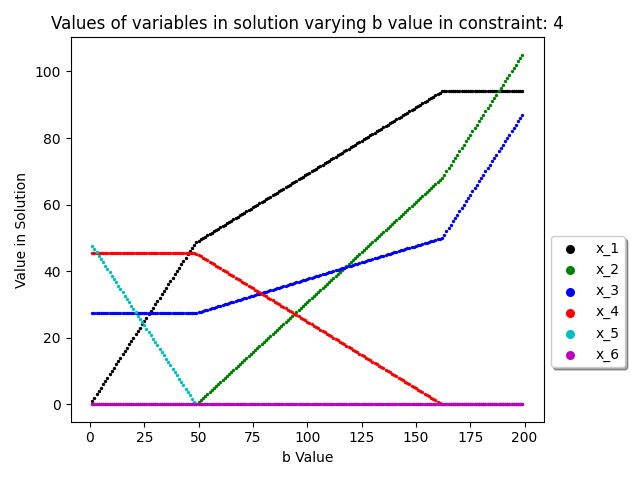 Values of variables in solution varying b value in constraint: 4
Value in Solution
100
80
60
40
20
0
0 25 50 75 100 125 150 175 200
b Value
x_1
x_2
x_3
x_4
x_5
x_6